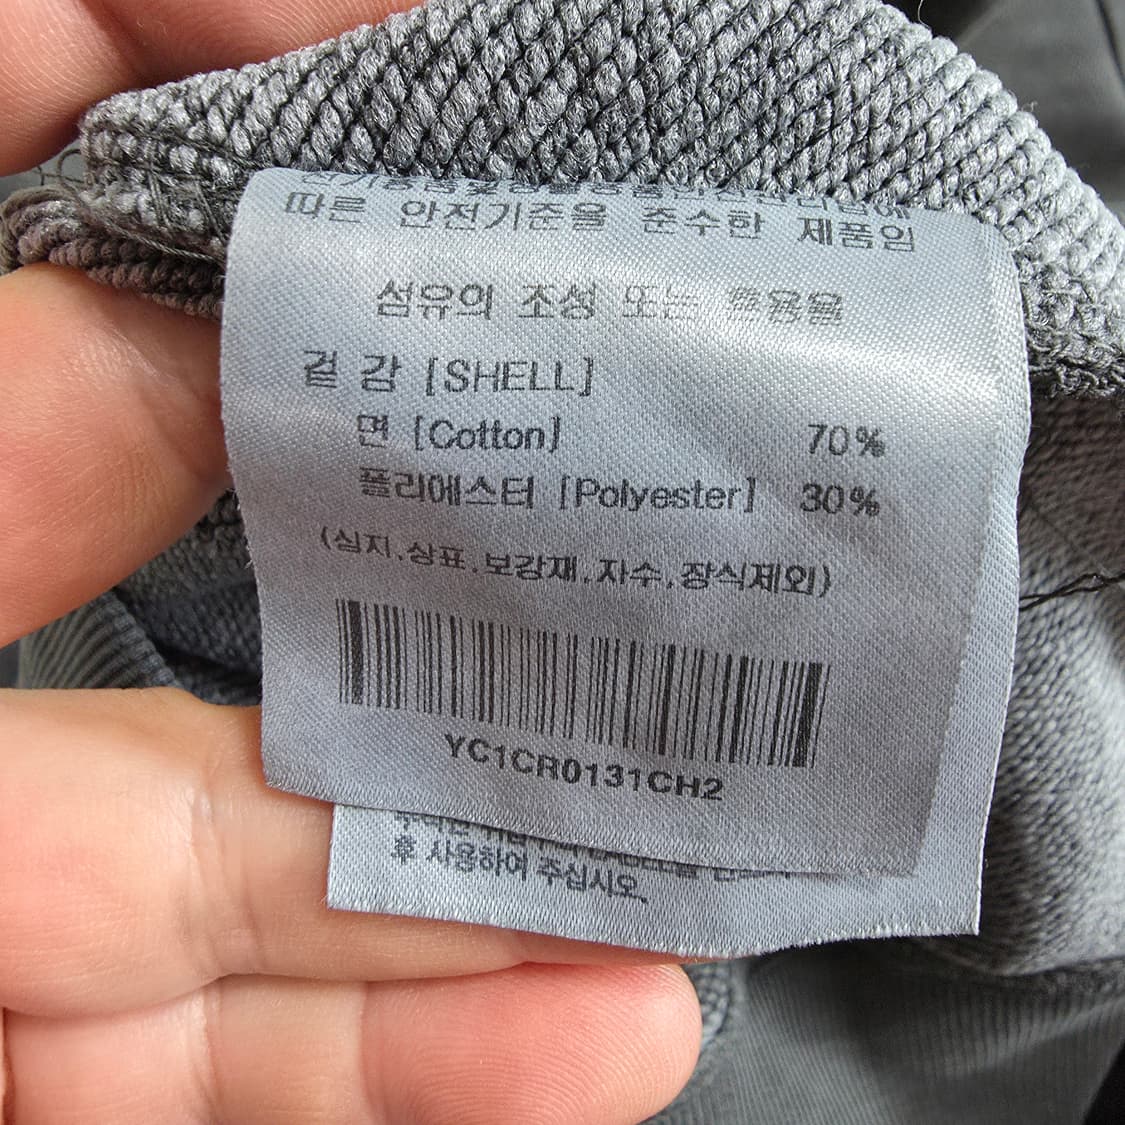 따른 안전기준을 준수한 제품임
섬유의 조성 또는 혼용율
겉 감 [SHELL]
면 [Cotton] 70%
폴리에스터 [Polyester] 30%
(심지.상표.보강재.자수.장식제외)
YC1CR0131CH2
후 사용하여 주십시오.